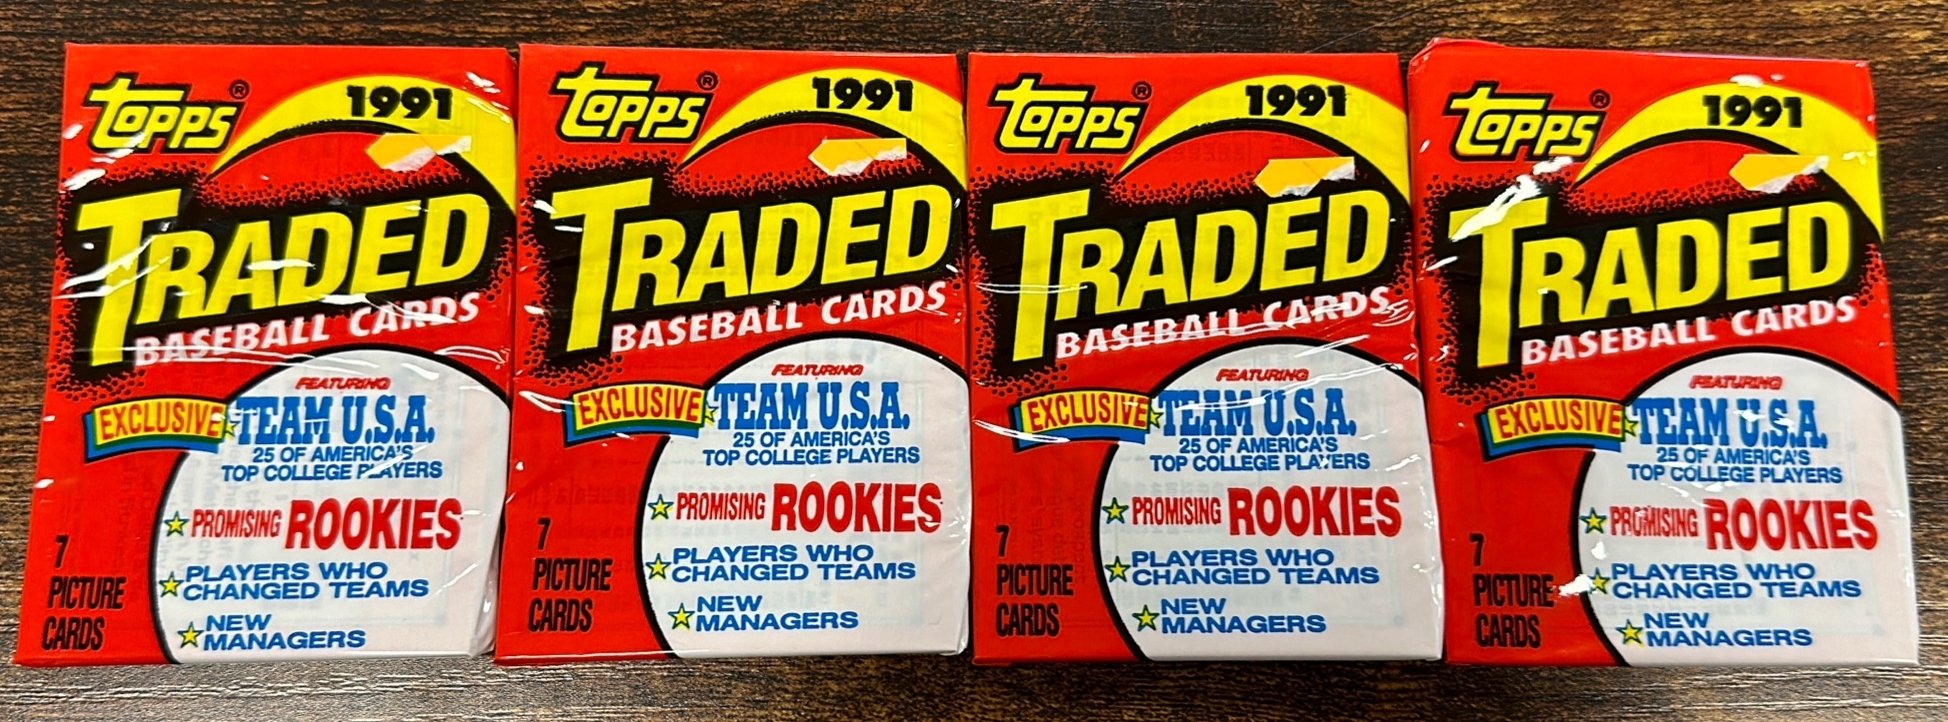 Topps®
1991
TRADED
BASEBALL CARDS
FEATURING
EXCLUSIVE TEAM U.S.A.
25 OF AMERICA'S
TOP COLLEGE PLAYERS
PROMISING ROOKIES
PLAYERS WHO
CHANGED TEAMS
NEW
MANAGERS
7
PICTURE
CARDS
Topps®
1991
TRADED
BASEBALL CARDS
FEATURING
EXCLUSIVE TEAM U.S.A.
25 OF AMERICA'S
TOP COLLEGE PLAYERS
PROMISING ROOKIES
PLAYERS WHO
CHANGED TEAMS
NEW
MANAGERS
7
PICTURE
CARDS
Topps®
1991
TRADED
BASEBALL CARDS
FEATURING
EXCLUSIVE TEAM U.S.A.
25 OF AMERICA'S
TOP COLLEGE PLAYERS
PROMISING ROOKIES
PLAYERS WHO
CHANGED TEAMS
NEW
MANAGERS
7
PICTURE
CARDS
Topps®
1991
TRADED
BASEBALL CARDS
FEATURING
EXCLUSIVE TEAM U.S.A.
25 OF AMERICA'S
TOP COLLEGE PLAYERS
PROMISING ROOKIES
PLAYERS WHO
CHANGED TEAMS
NEW
MANAGERS
7
PICTURE
CARDS